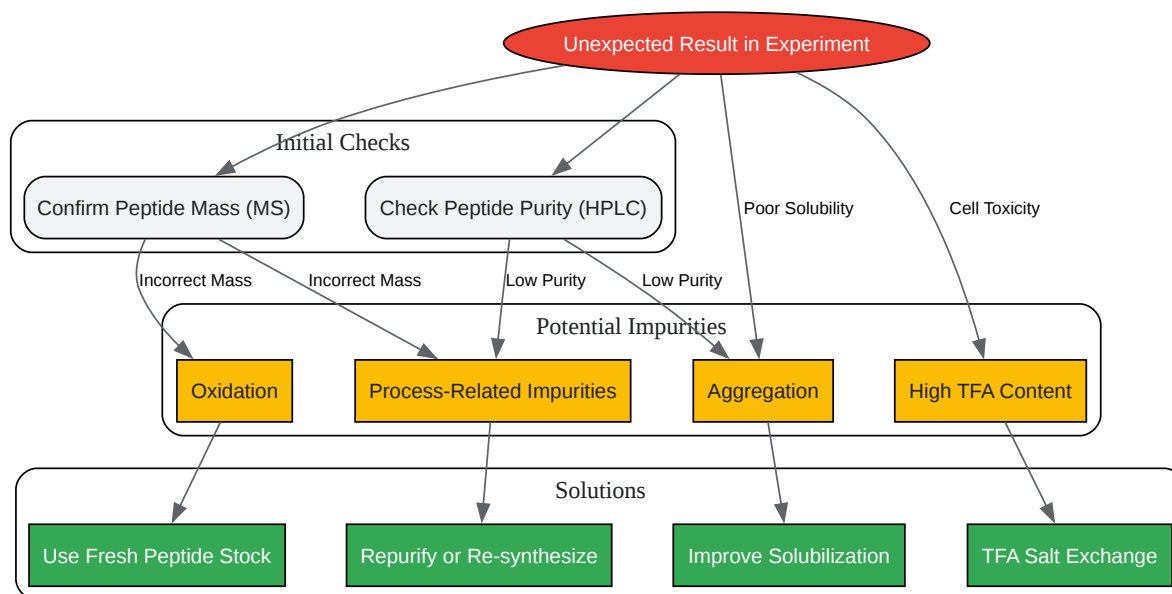 Unexpected Result in Experiment
Initial Checks
Confirm Peptide Mass (MS)
Check Peptide Purity (HPLC)
Poor Solubility
Cell Toxicity
Incorrect Mass
Incorrect Mass
Low Purity
Low Purity
Potential Impurities
Oxidation
Process-Related Impurities
Aggregation
High TFA Content
Solutions
Use Fresh Peptide Stock
Repurify or Re-synthesize
Improve Solubilization
TFA Salt Exchange